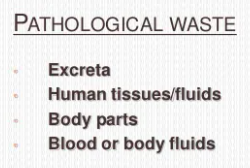 PATHOLOGICAL WASTE
Excreta
Human tissues/fluids
Body parts
Blood or body fluids